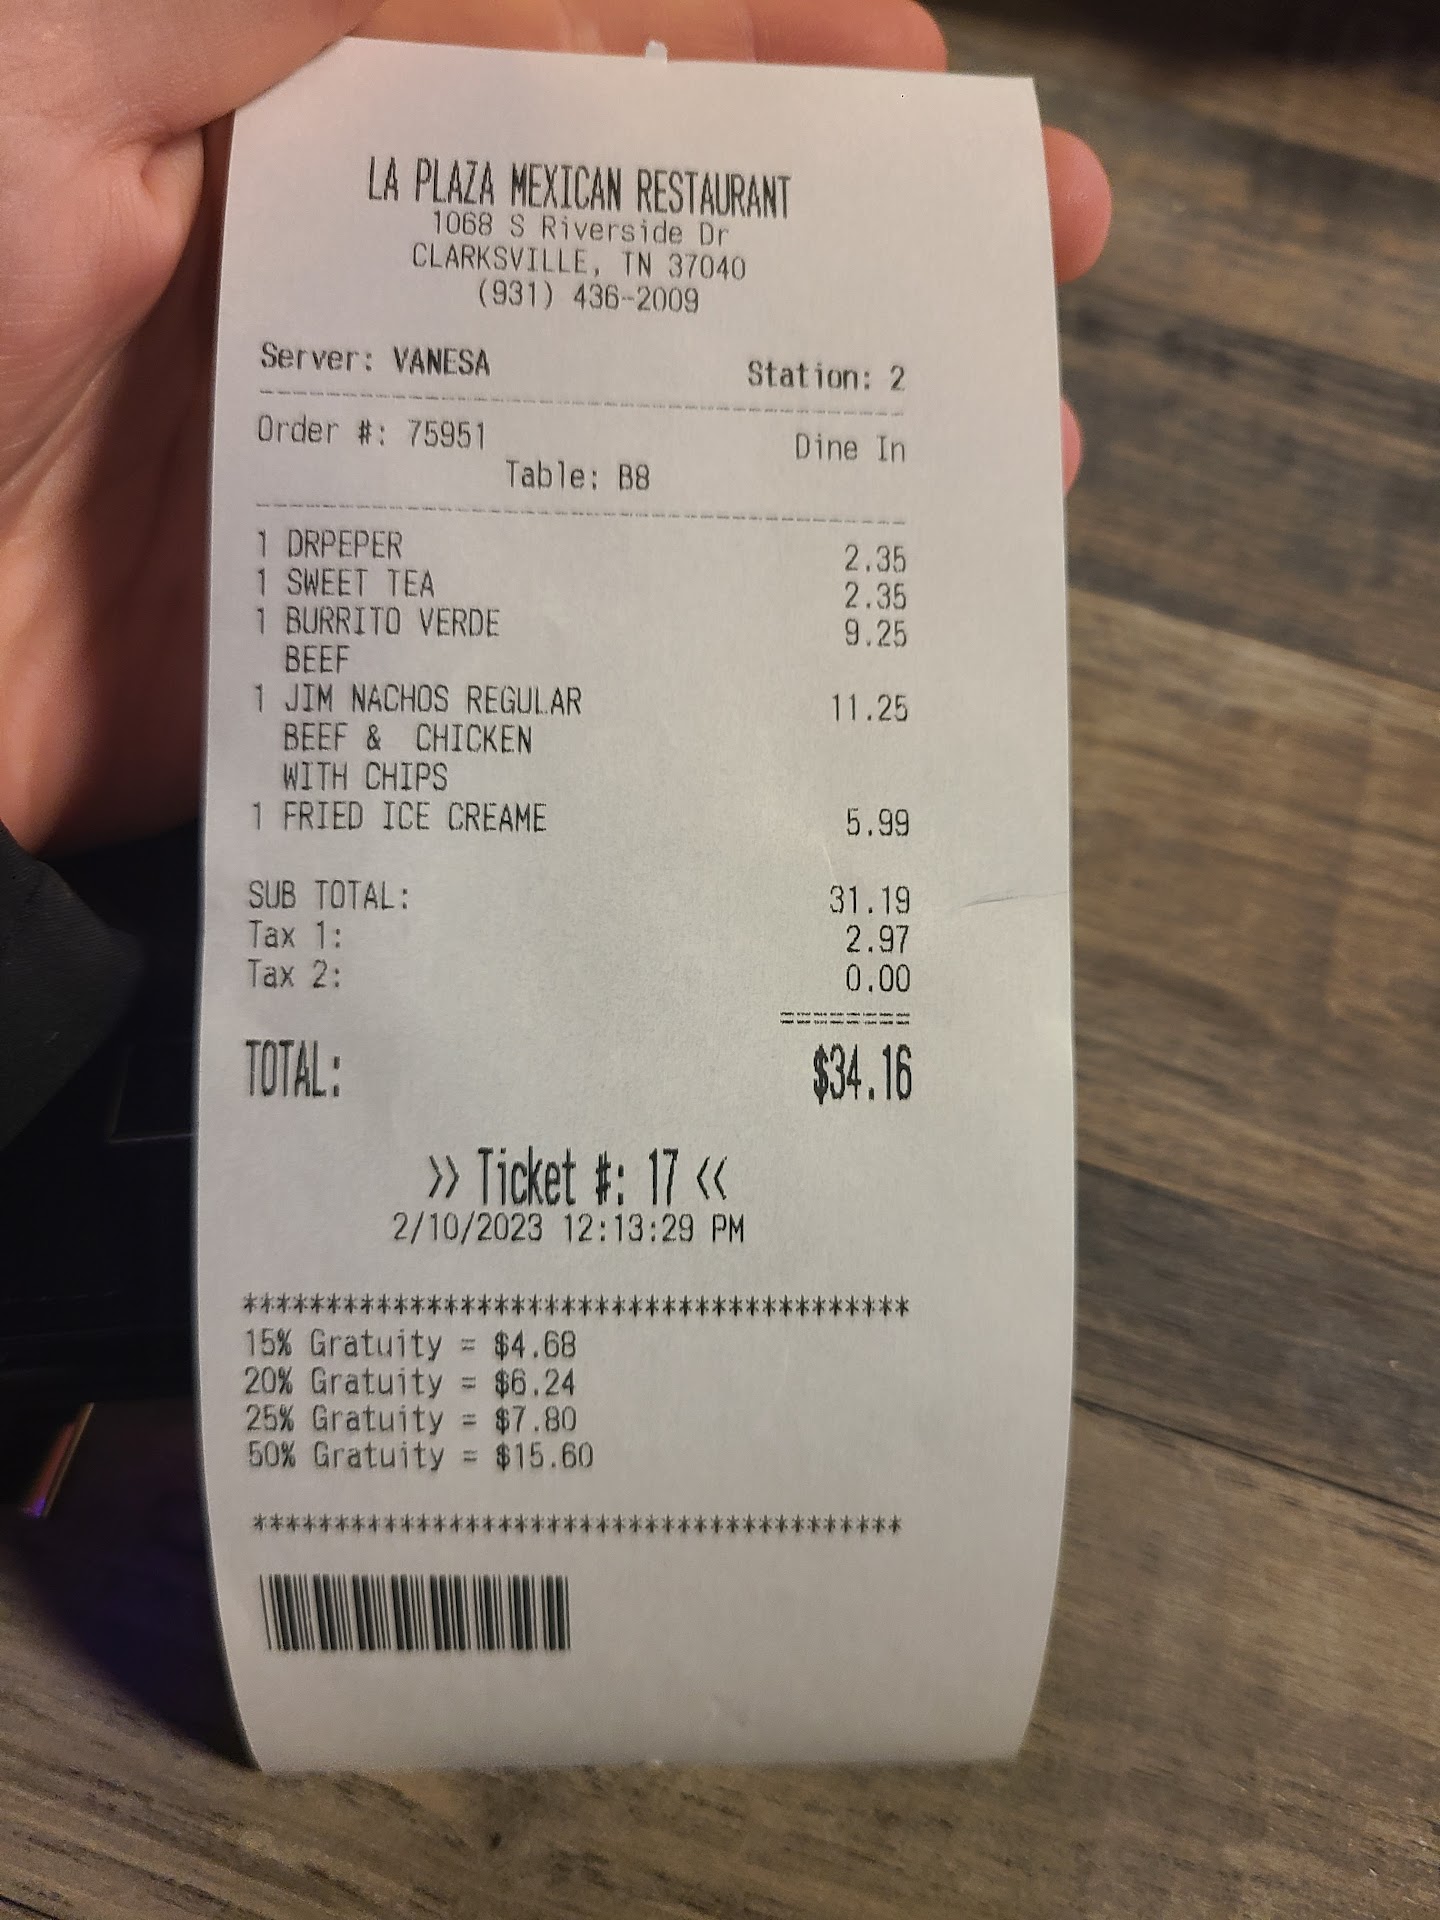 LA PLAZA MEXICAN RESTAURANT
1068 S Riverside Dr
CLARKSVILLE, TN 37040
(931) 436-2009
Server: VANESA Station: 2
Order #: 75951 Dine In
Table: B8
1 DRPEPER 2.35
1 SWEET TEA 2.35
1 BURRITO VERDE 9.25
BEEF
1 JIM NACHOS REGULAR 11.25
BEEF & CHICKEN
WITH CHIPS
1 FRIED ICE CREAME 5.99
SUB TOTAL: 31.19
Tax 1: 2.97
Tax 2: 0.00
========
TOTAL: $34.16
>> Ticket #: 17 <<
2/10/2023 12:13:29 PM
****************************************
15% Gratuity = $4.68
20% Gratuity = $6.24
25% Gratuity = $7.80
50% Gratuity = $15.60
****************************************